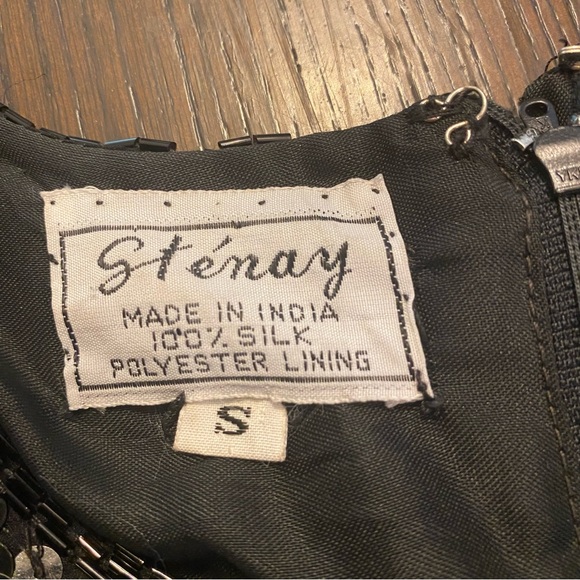 Sténay
MADE IN INDIA
100% SILK
POLYESTER LINING
S